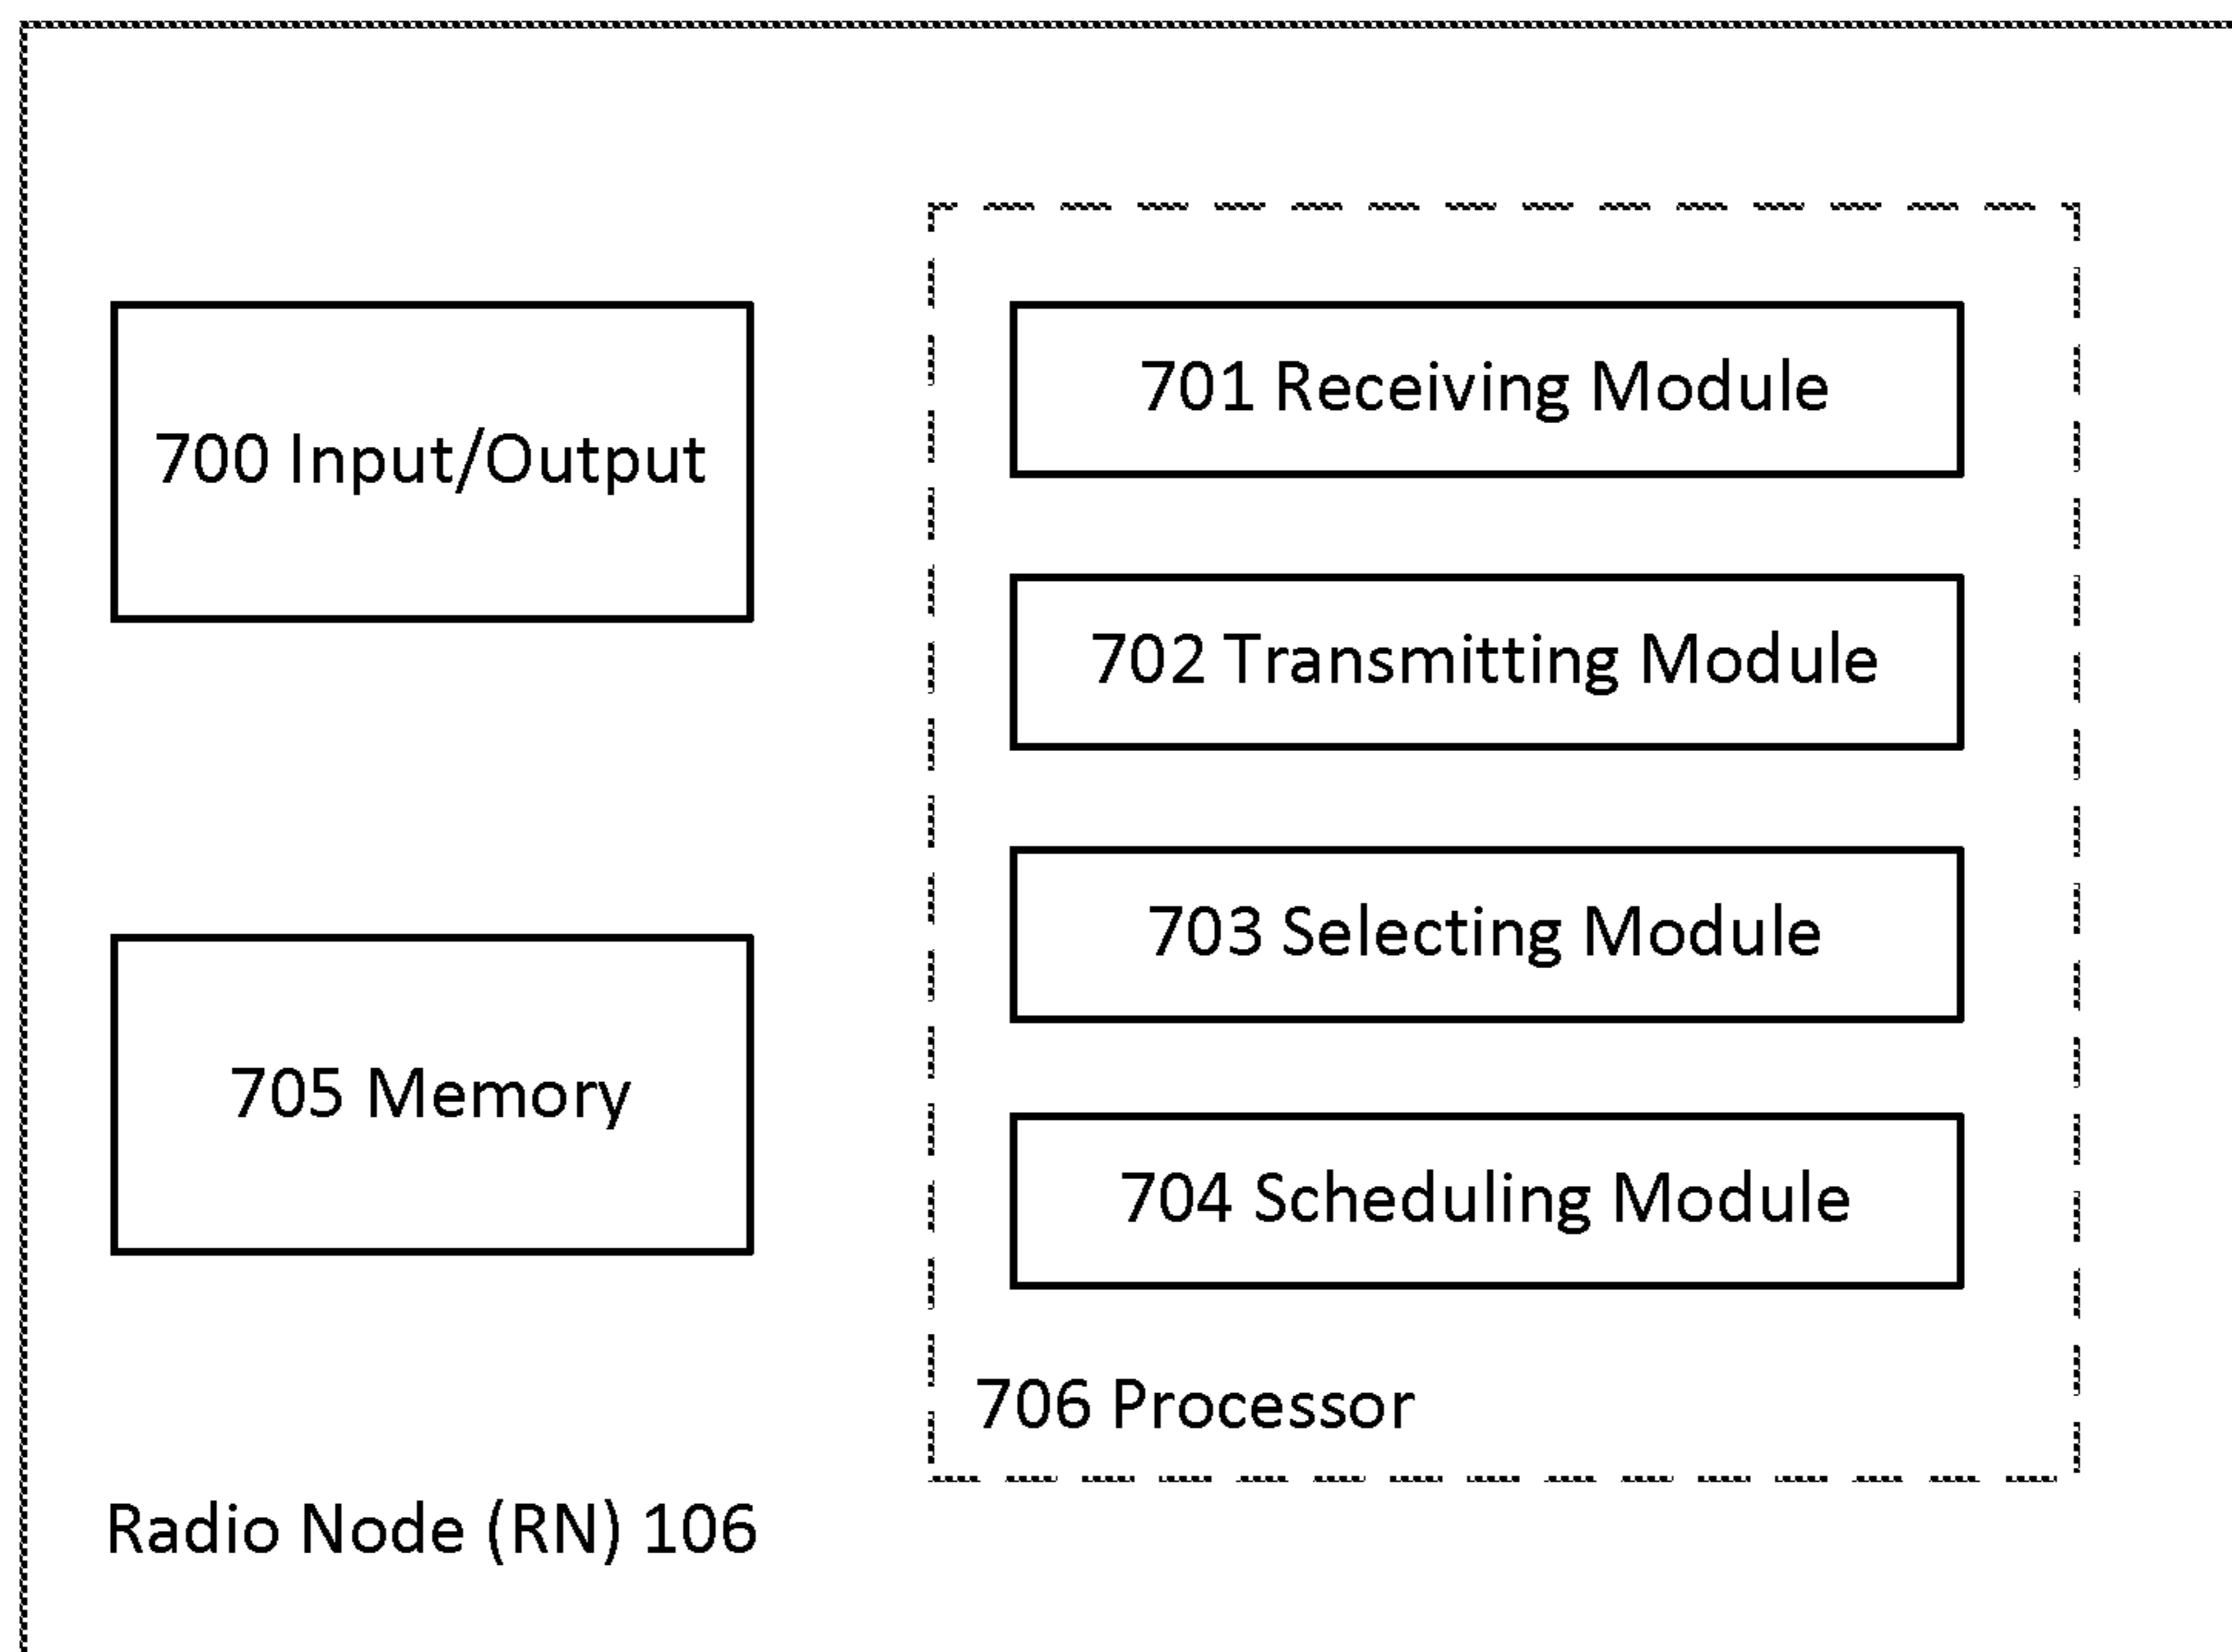 700 Input/Output
705 Memory
701 Receiving Module
702 Transmitting Module
703 Selecting Module
704 Scheduling Module
706 Processor
Radio Node (RN) 106